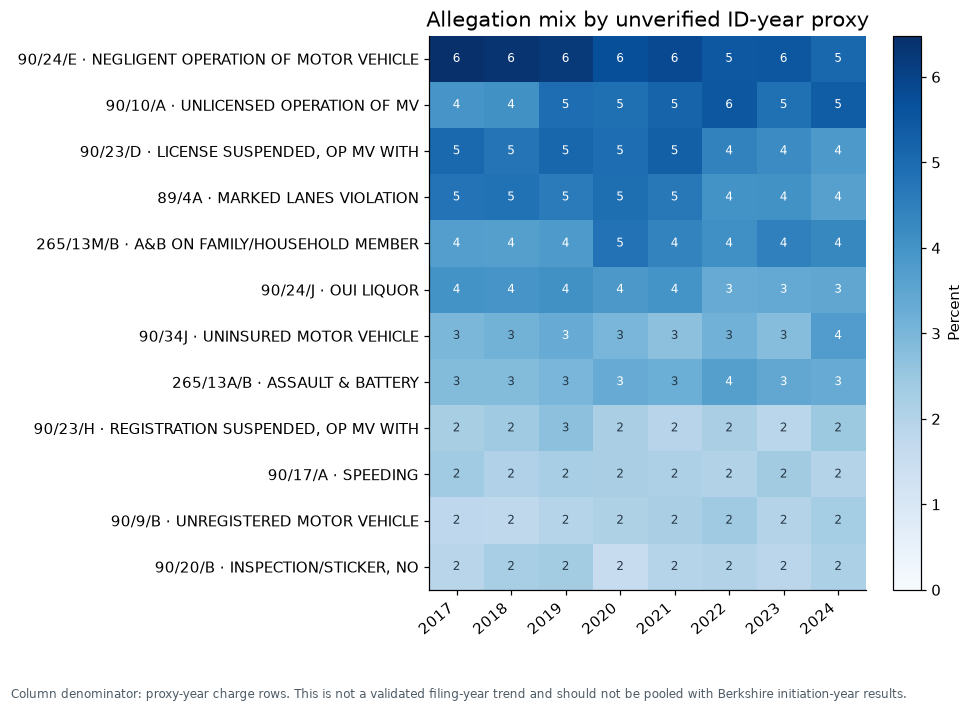 Allegation mix by unverified ID-year proxy
90/24/E · NEGLIGENT OPERATION OF MOTOR VEHICLE 6 6 6 6 6 5 6 5
90/10/A · UNLICENSED OPERATION OF MV 4 4 5 5 5 6 5 5
90/23/D · LICENSE SUSPENDED, OP MV WITH 5 5 5 5 5 4 4 4
89/4A · MARKED LANES VIOLATION 5 5 5 5 5 4 4 4
265/13M/B · A&B ON FAMILY/HOUSEHOLD MEMBER 4 4 4 5 4 4 4 4
90/24/J · OUI LIQUOR 4 4 4 4 4 3 3 3
90/34J · UNINSURED MOTOR VEHICLE 3 3 3 3 3 3 3 4
265/13A/B · ASSAULT & BATTERY 3 3 3 3 3 4 3 3
90/23/H · REGISTRATION SUSPENDED, OP MV WITH 2 2 3 2 2 2 2 2
90/17/A · SPEEDING 2 2 2 2 2 2 2 2
90/9/B · UNREGISTERED MOTOR VEHICLE 2 2 2 2 2 2 2 2
90/20/B · INSPECTION/STICKER, NO 2 2 2 2 2 2 2 2
2017 2018 2019 2020 2021 2022 2023 2024
6
5
4
3
2
1
0
Percent
Column denominator: proxy-year charge rows. This is not a validated filing-year trend and should not be pooled with Berkshire initiation-year results.